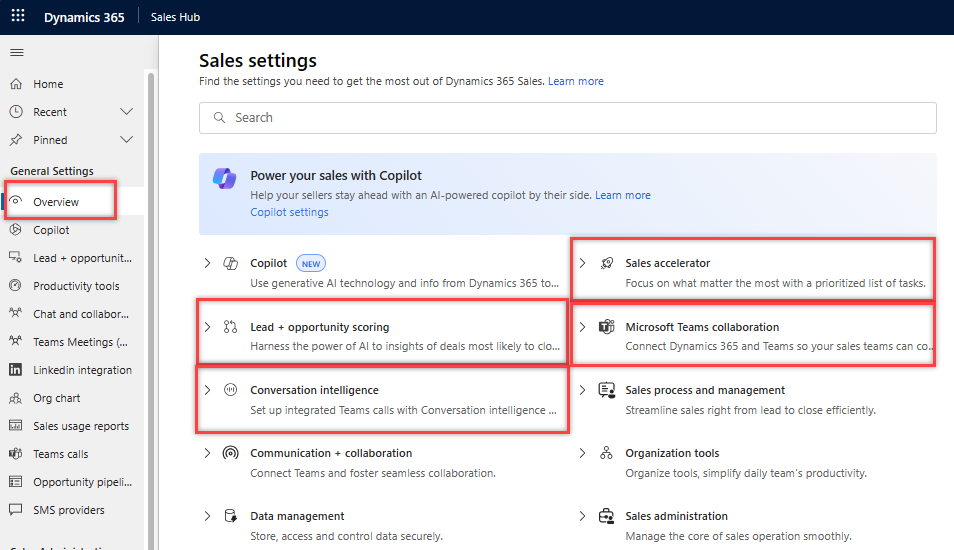 Dynamics 365 Sales Hub
Home
Recent
Pinned
General Settings
Overview
Copilot
Lead + opportunit...
Productivity tools
Chat and collabor...
Teams Meetings (...
Linkedin integration
Org chart
Sales usage reports
Teams calls
Opportunity pipeli...
SMS providers
Sales settings
Find the settings you need to get the most out of Dynamics 365 Sales. Learn more
Search
Power your sales with Copilot
Help your sellers stay ahead with an AI-powered copilot by their side. Learn more
Copilot settings
Copilot NEW
Use generative AI technology and info from Dynamics 365 to...
Sales accelerator
Focus on what matter the most with a prioritized list of tasks.
Lead + opportunity scoring
Harness the power of AI to insights of deals most likely to clo...
Microsoft Teams collaboration
Connect Dynamics 365 and Teams so your sales teams can co...
Conversation intelligence
Set up integrated Teams calls with Conversation intelligence ...
Sales process and management
Streamline sales right from lead to close efficiently.
Communication + collaboration
Connect Teams and foster seamless collaboration.
Organization tools
Organize tools, simplify daily team's productivity.
Data management
Store, access and control data securely.
Sales administration
Manage the core of sales operation smoothly.